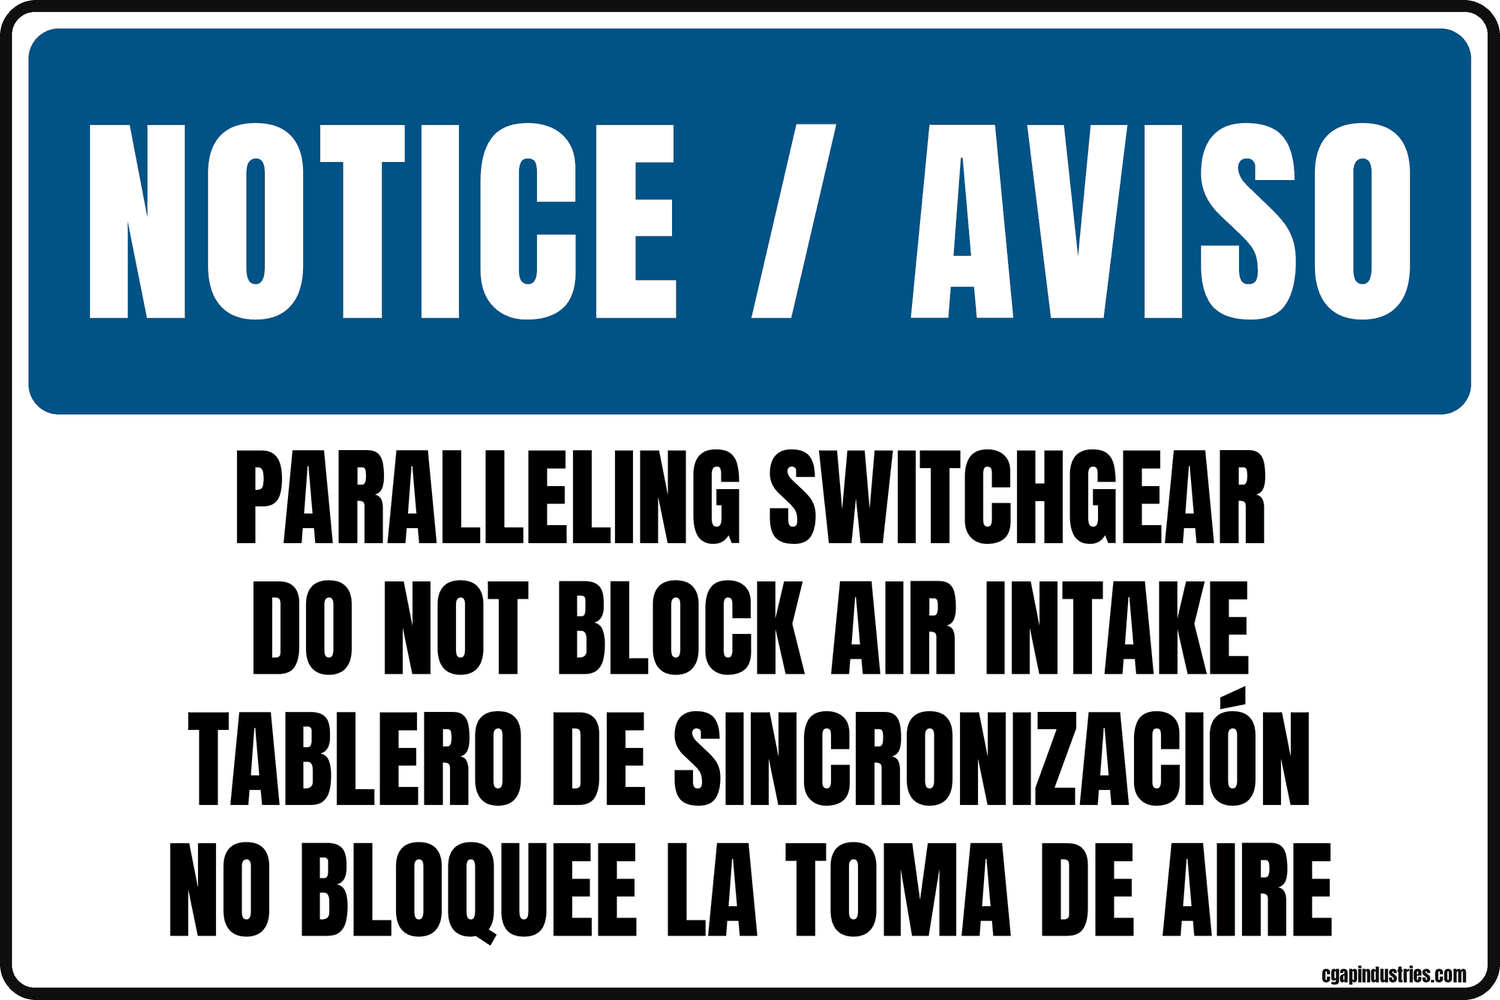 NOTICE / AVISO
PARALLELING SWITCHGEAR
DO NOT BLOCK AIR INTAKE
TABLERO DE SINCRONIZACIÓN
NO BLOQUEE LA TOMA DE AIRE
cgapindustries.com